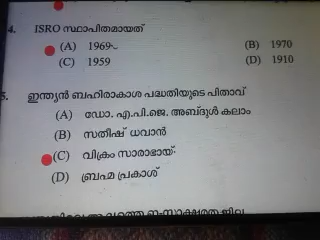 4. ISRO സ്ഥാപിതമായത്
(A) 1969
(B) 1970
(C) 1959
(D) 1910
5. ഇന്ത്യൻ ബഹിരാകാശ പദ്ധതിയുടെ പിതാവ്
(A) ഡോ. എ.പി.ജെ. അബ്ദുൾ കലാം
(B) സതീഷ് ധവാൻ
(C) വിക്രം സാരാഭായ്
(D) ബ്രഹ്മ പ്രകാശ്